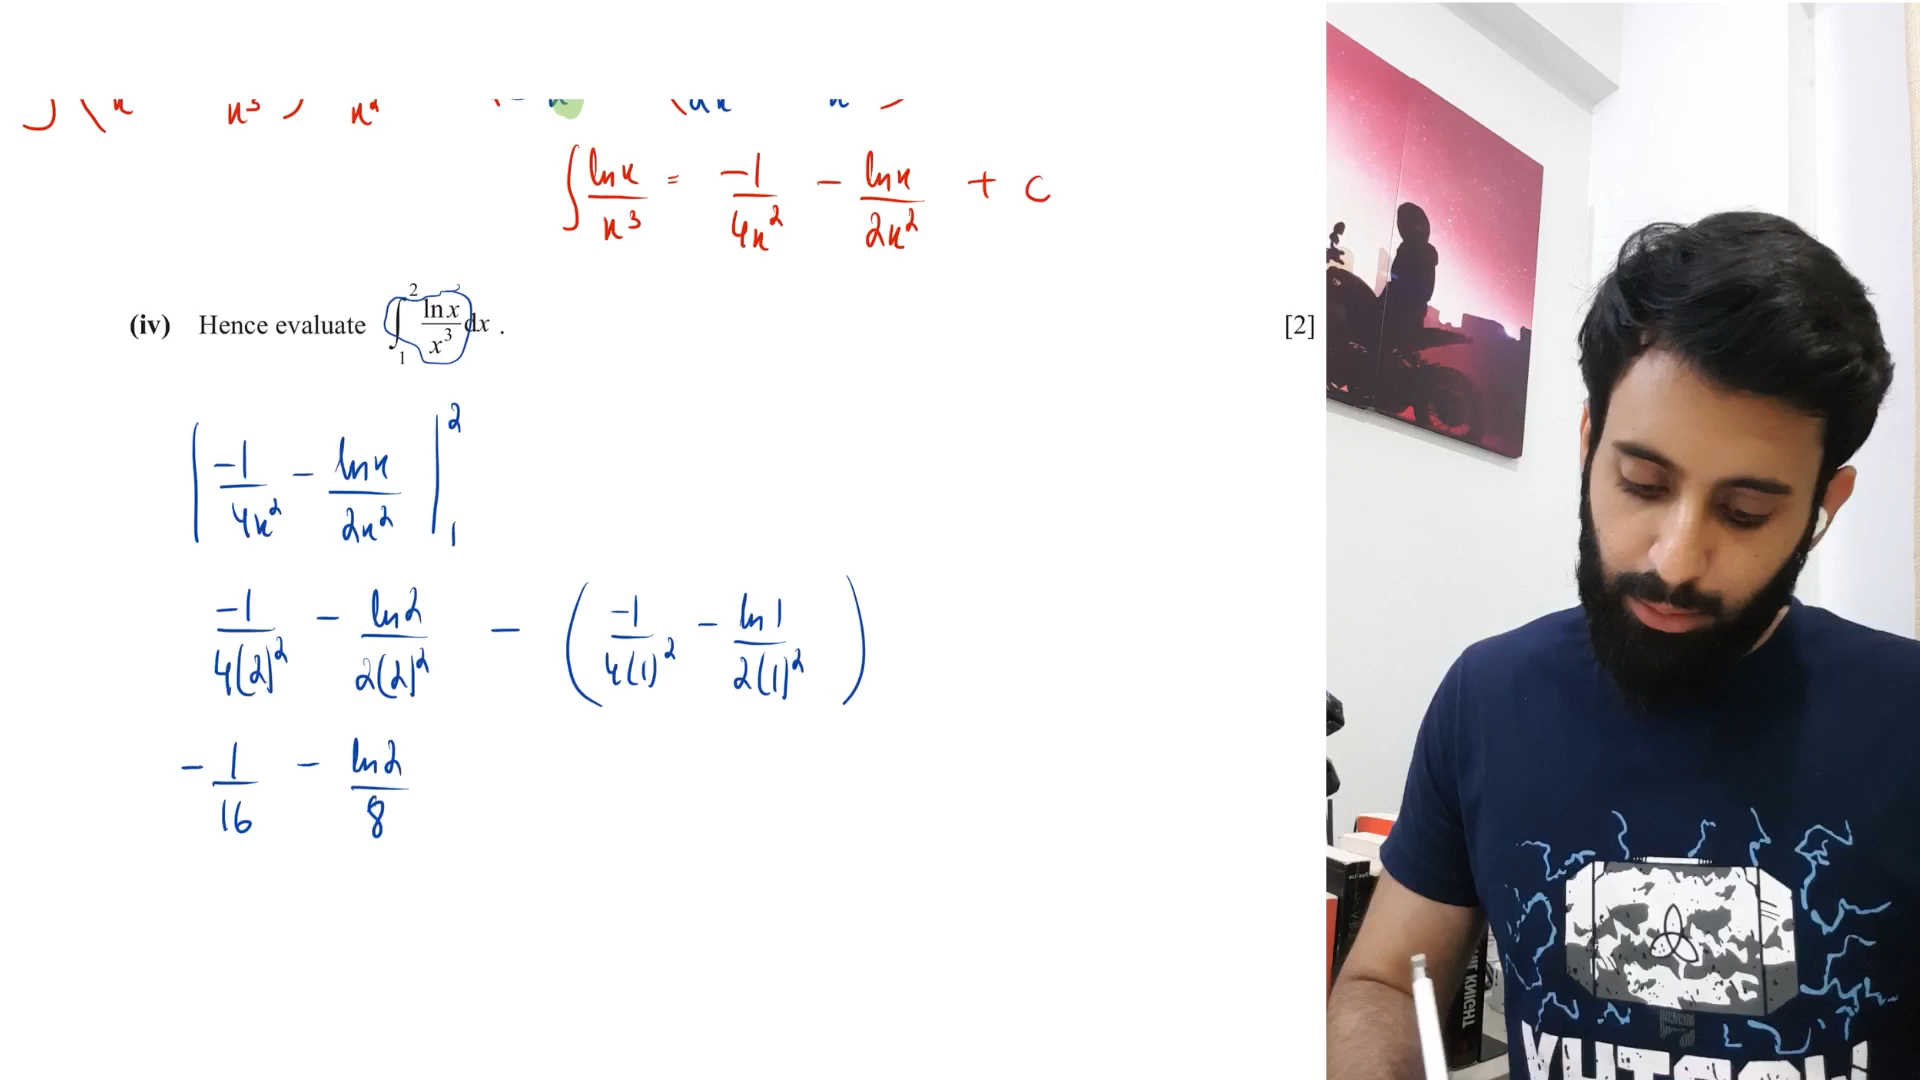 ∫ ln x / x³ = -1 / 4x² - ln x / 2x² + C
(iv) Hence evaluate ∫₁² ln x / x³ dx . [2]
| -1 / 4x² - ln x / 2x² |₁²
-1 / 4(2)² - ln 2 / 2(2)² - ( -1 / 4(1)² - ln 1 / 2(1)² )
- 1 / 16 - ln 2 / 8
KNIGHT